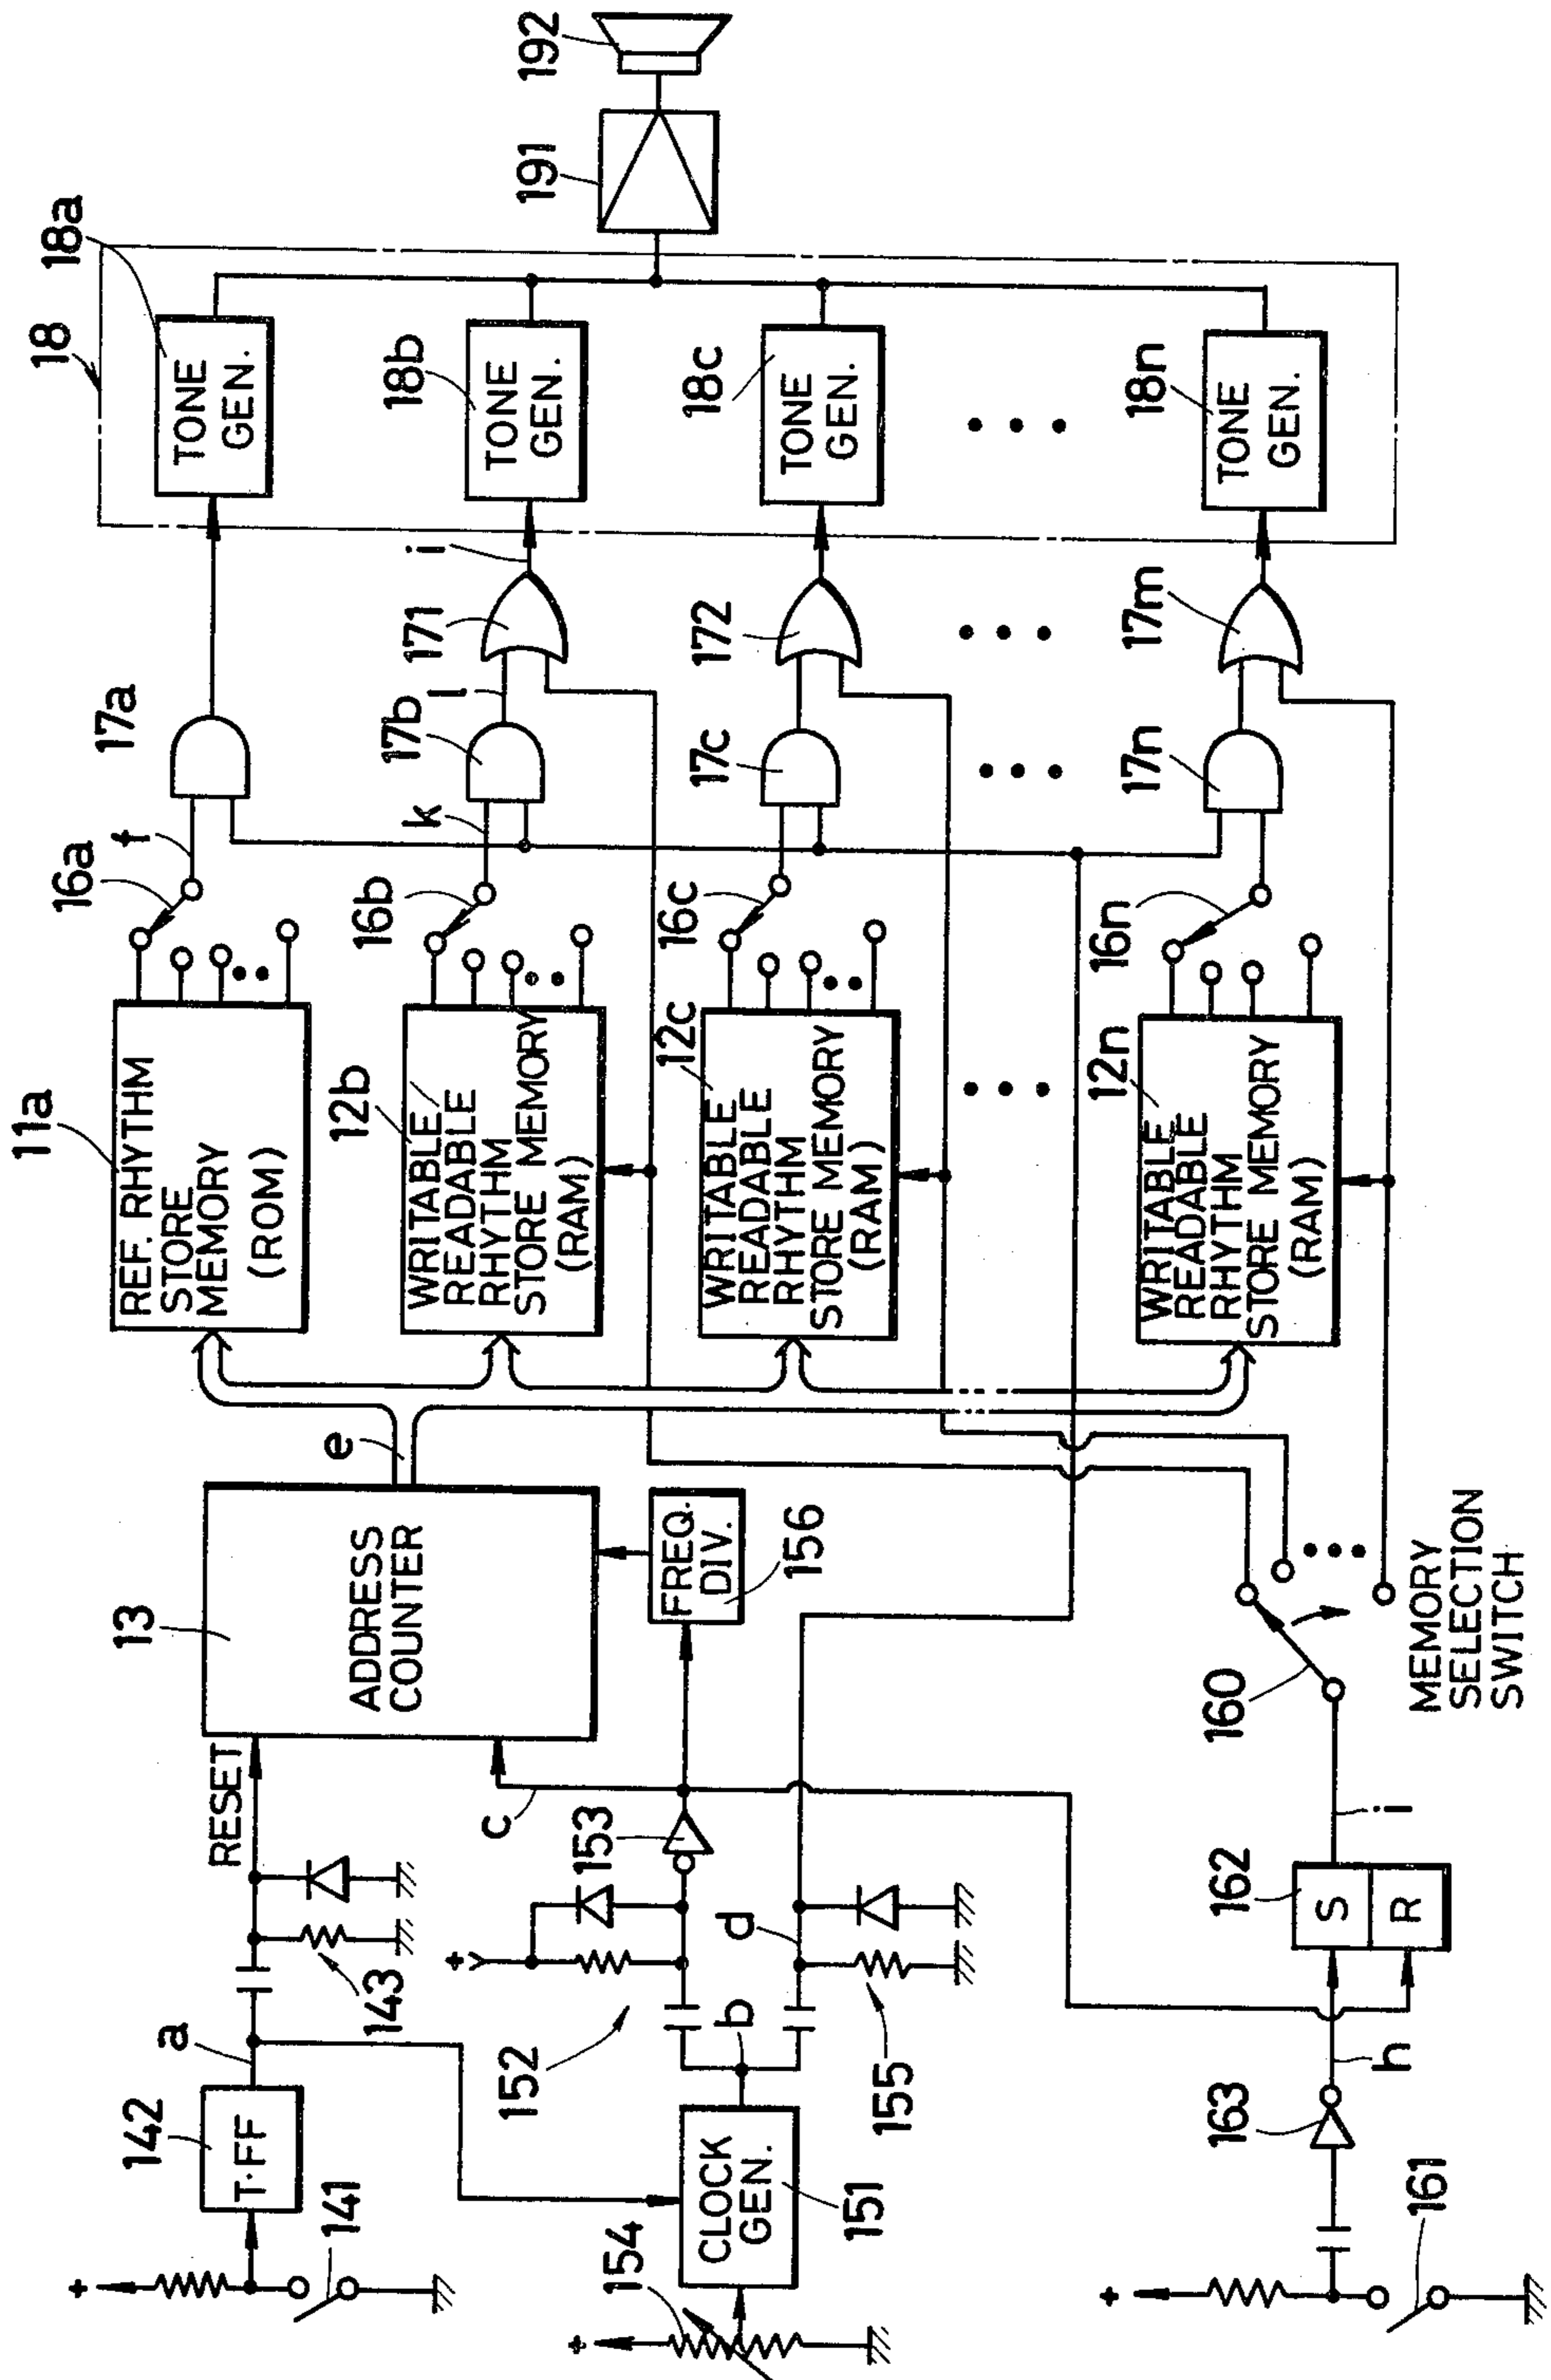 +
141
142
T·FF
a
143
RESET
13
ADDRESS
COUNTER
e
11a
REF. RHYTHM
STORE
MEMORY
(ROM)
16a
f
17a
18
18a
TONE
GEN.
+
154
151
CLOCK
GEN.
b
152
+
153
c
155
d
FREQ.
DIV.
156
12b
WRITABLE
READABLE
RHYTHM
STORE MEMORY
(RAM)
16b
k
17b
l
171
i
18b
TONE
GEN.
191
192
12c
WRITABLE
READABLE
RHYTHM
STORE MEMORY
(RAM)
16c
17c
172
18c
TONE
GEN.
+
161
163
h
162
S
R
i
160
MEMORY
SELECTION
SWITCH
12n
WRITABLE
READABLE
RHYTHM
STORE MEMORY
(RAM)
16n
17n
17m
18n
TONE
GEN.